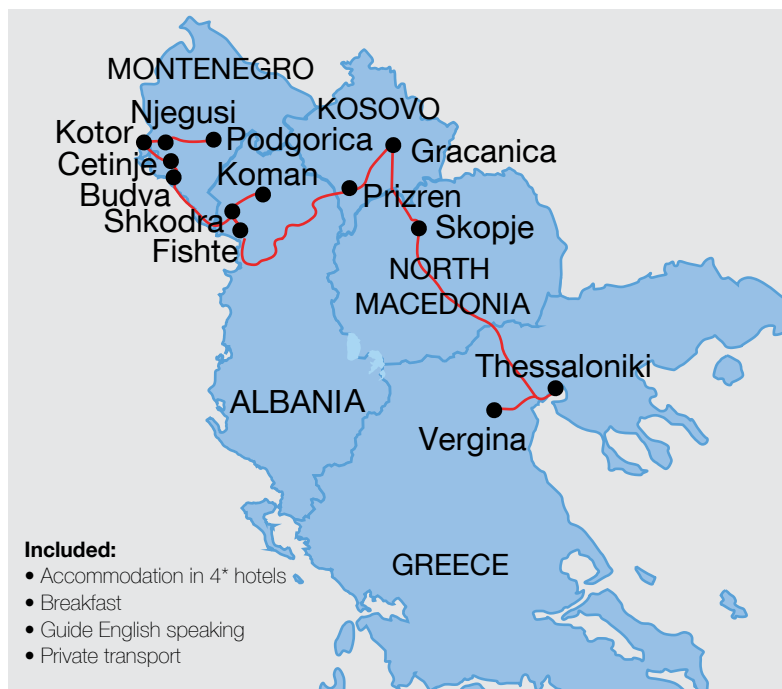 MONTENEGRO
Njegusi
KOSOVO
Kotor
Podgorica
Gracanica
Cetinje
Koman
Budva
Prizren
Shkodra
Skopje
Fishte
NORTH
MACEDONIA
Thessaloniki
ALBANIA
Vergina
GREECE
Included:
• Accommodation in 4* hotels
• Breakfast
• Guide English speaking
• Private transport